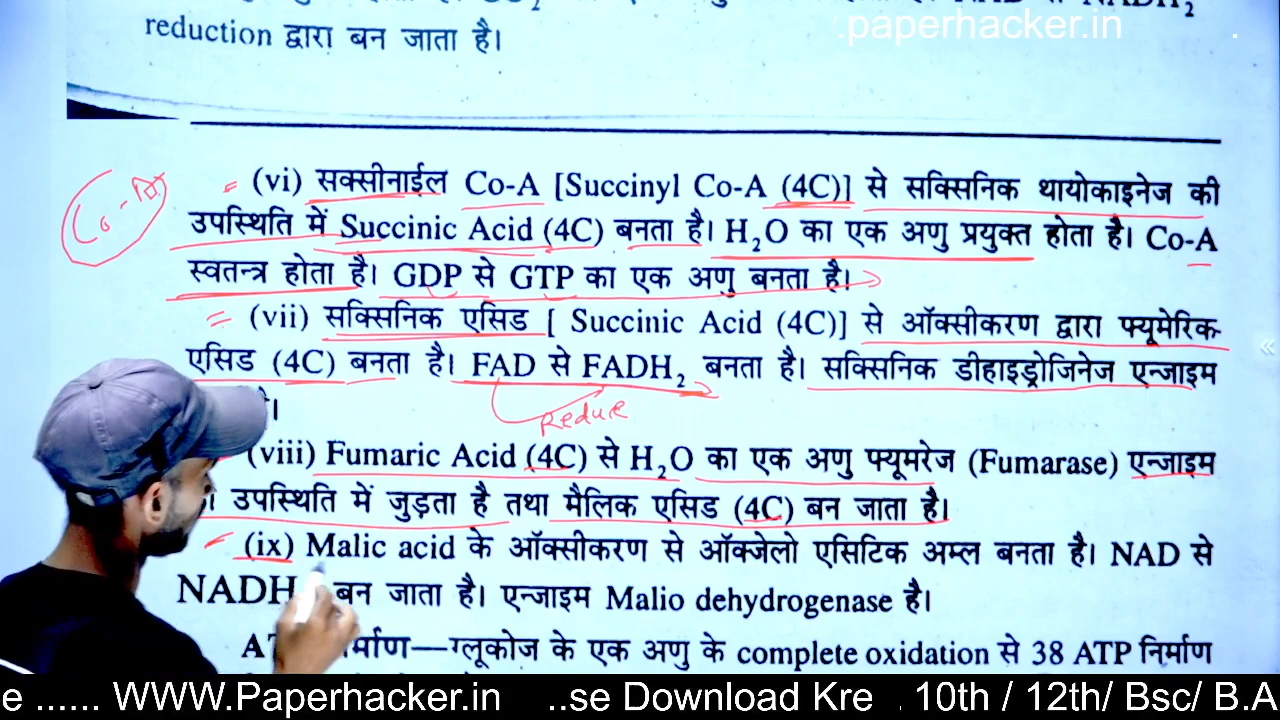 reduction द्वारा बन जाता है।
.paperhacker.in
Co-A
(vi) सक्सीनाईल Co-A [Succinyl Co-A (4C)] से सक्सिनिक थायोकाइनेज की
उपस्थिति में Succinic Acid (4C) बनता है। H₂O का एक अणु प्रयुक्त होता है। Co-A
स्वतन्त्र होता है। GDP से GTP का एक अणु बनता है।
(vii) सक्सिनिक एसिड [ Succinic Acid (4C)] से ऑक्सीकरण द्वारा फ्यूमेरिक-
एसिड (4C) बनता है। FAD से FADH₂ बनता है। सक्सिनिक डीहाइड्रोजिनेज एन्जाइम
है।
Reduce
(viii) Fumaric Acid (4C) से H₂O का एक अणु फ्यूमरेज (Fumarase) एन्जाइम
उपस्थिति में जुड़ता है तथा मैलिक एसिड (4C) बन जाता है।
(ix) Malic acid के ऑक्सीकरण से ऑक्जेलो एसिटिक अम्ल बनता है। NAD से
NADH बन जाता है। एन्जाइम Malio dehydrogenase है।
ग्लूकोज के एक अणु के complete oxidation से 38 ATP निर्माण
e ...... WWW.Paperhacker.in ..se Download Kre . 10th / 12th/ Bsc/ B.A